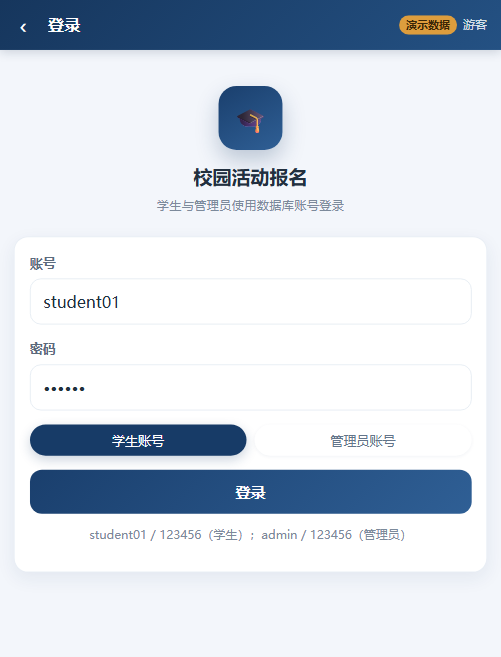 ‹ 登录 演示数据 游客
校园活动报名
学生与管理员使用数据库账号登录
账号
student01
密码
••••••
学生账号 管理员账号
登录
student01 / 123456（学生）；admin / 123456（管理员）